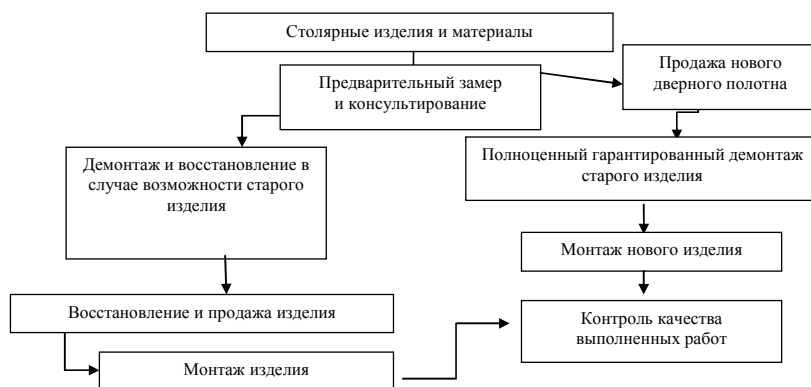 Столярные изделия и материалы
Предварительный замер
и консультирование
Продажа нового
дверного полотна
Демонтаж и восстановление в
случае возможности старого
изделия
Полноценный гарантированный демонтаж
старого изделия
Монтаж нового изделия
Восстановление и продажа изделия
Контроль качества
выполненных работ
Монтаж изделия